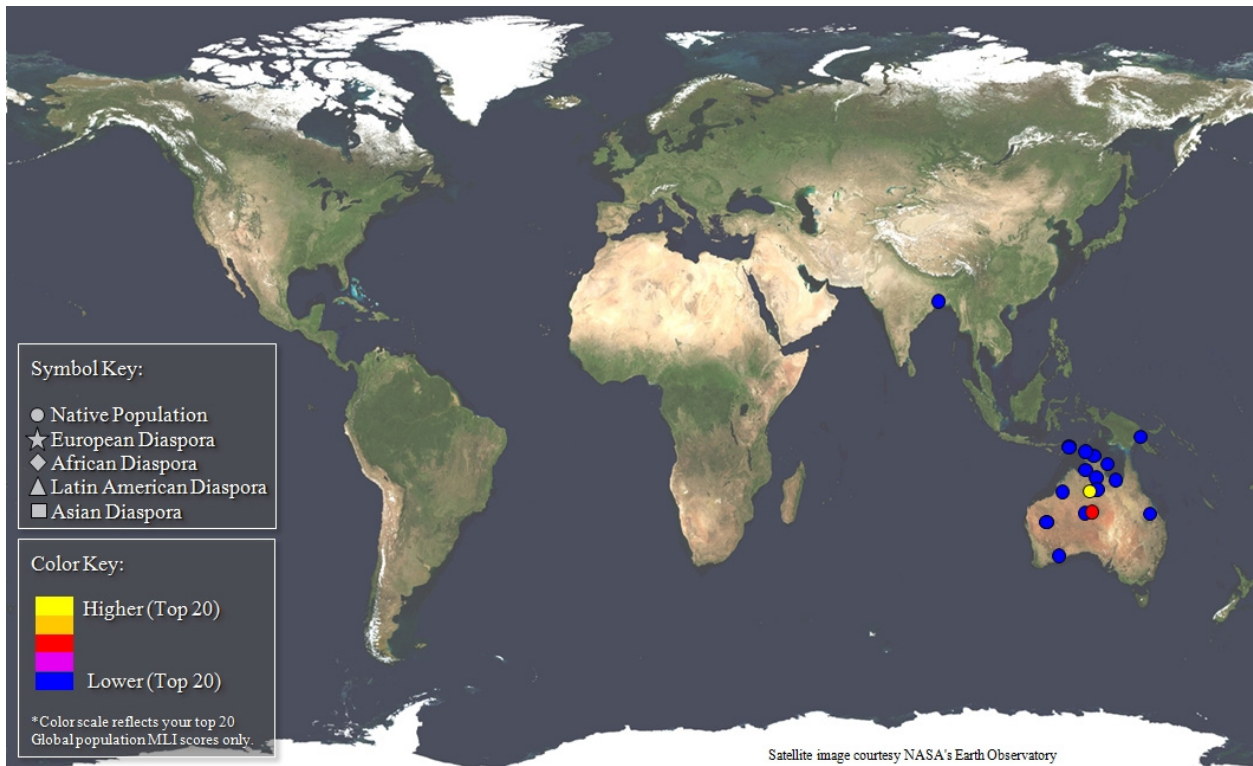 Symbol Key:
Native Population
European Diaspora
African Diaspora
Latin American Diaspora
Asian Diaspora
Color Key:
Higher (Top 20)
Lower (Top 20)
*Color scale reflects your top 20
Global population MLI scores only.
Satellite image courtesy NASA's Earth Observatory